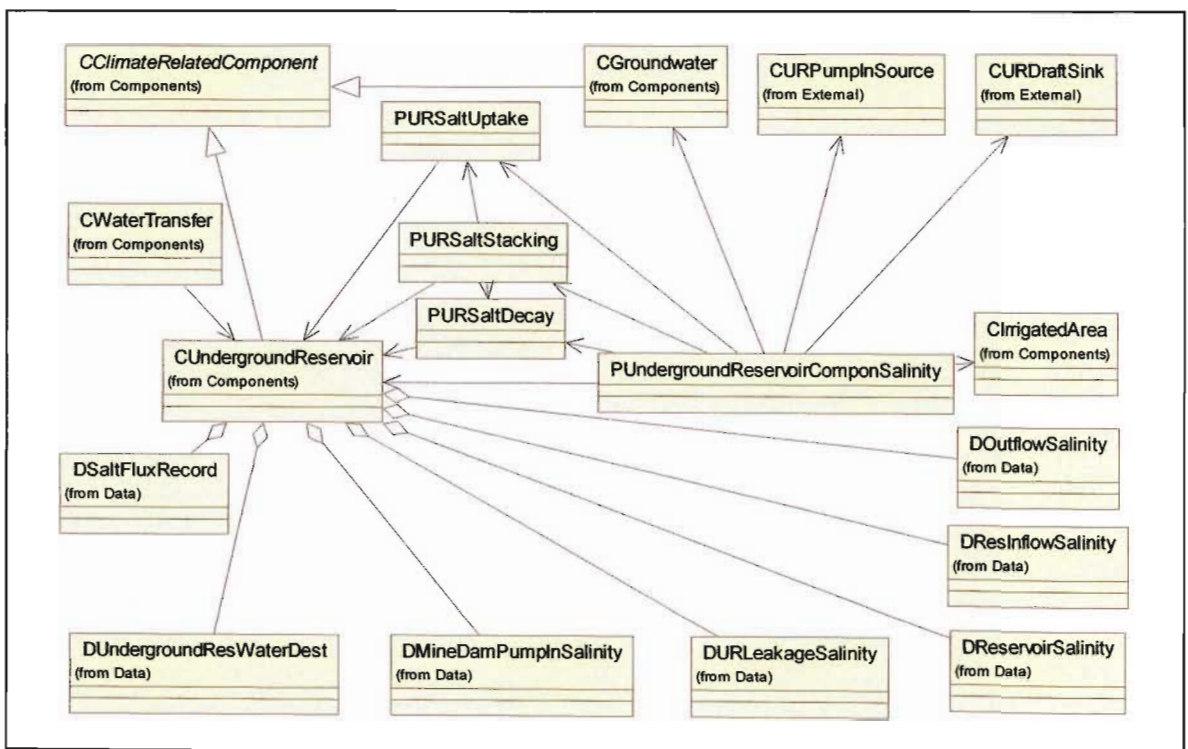 CClimateRelatedComponent
(from Components)
CGroundwater
(from Components)
CURPumpInSource
(from External)
CURDraftSink
(from External)
PURSaltUptake
CWaterTransfer
(from Components)
PURSaltStacking
PURSaltDecay
CUndergroundReservoir
(from Components)
PUndergroundReservoirComponSalinity
CIrrigatedArea
(from Components)
DSaltFluxRecord
(from Data)
DOutflowSalinity
(from Data)
DResInflowSalinity
(from Data)
DUndergroundResWaterDest
(from Data)
DMineDamPumpInSalinity
(from Data)
DURLeakageSalinity
(from Data)
DReservoirSalinity
(from Data)